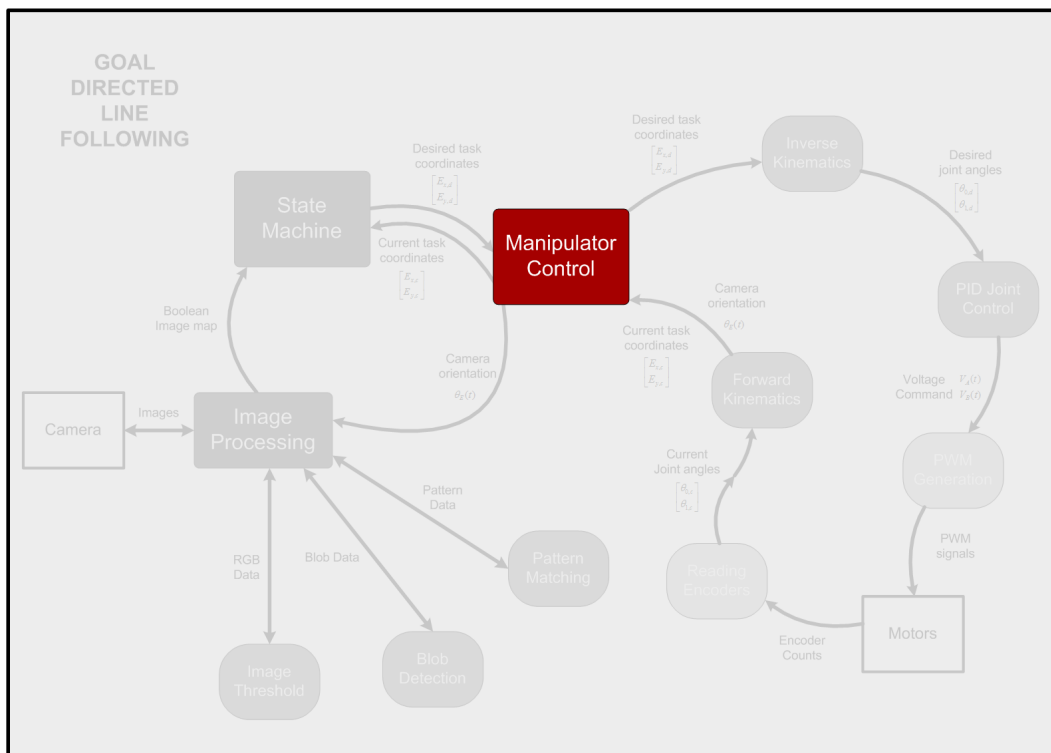 GOAL
DIRECTED
LINE
FOLLOWING
Desired task
coordinates
State
Machine
Current task
coordinates
Manipulator
Control
Desired task
coordinates
Inverse
Kinematics
Desired
joint angles
PID Joint
Control
Voltage
Command
PWM
Generation
PWM
signals
Motors
Encoder
Counts
Reading
Encoders
Current
Joint angles
Forward
Kinematics
Camera
orientation
θE(t)
Current task
coordinates
Boolean
Image map
Camera
orientation
θE(t)
Camera
Images
Image
Processing
Pattern
Data
Pattern
Matching
Blob Data
Blob
Detection
RGB
Data
Image
Threshold